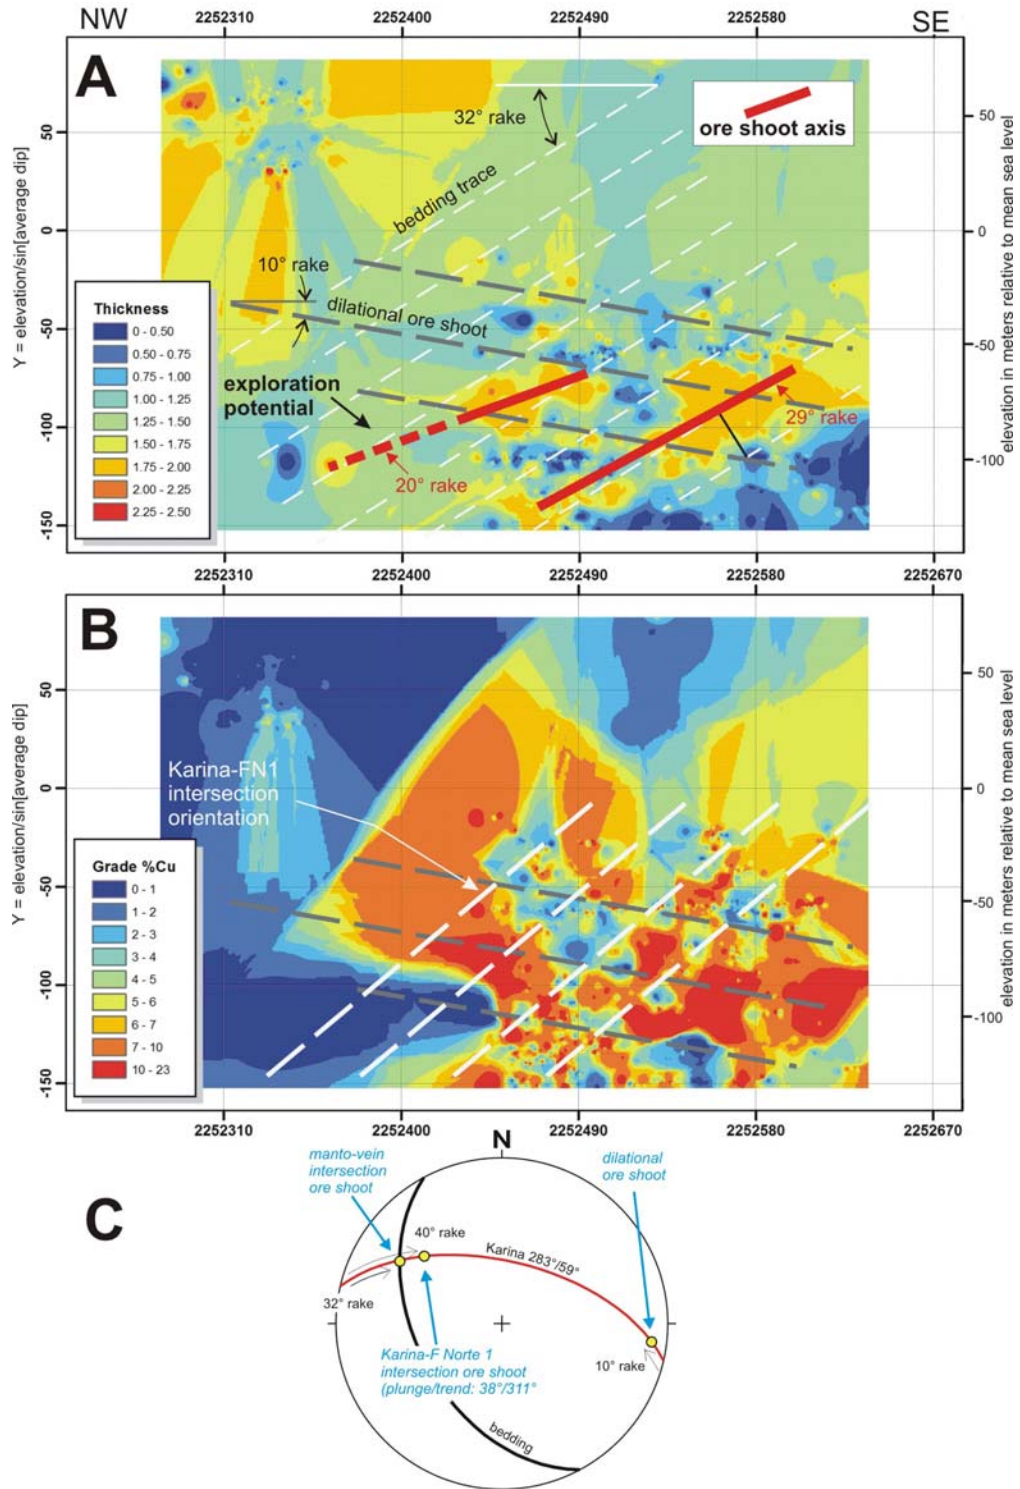 NW
2252310
2252400
2252490
2252580
SE
A
32° rake
ore shoot axis
bedding trace
10° rake
dilational ore shoot
exploration
potential
20° rake
29° rake
Y = elevation/sin[average dip]
50
0
-50
-100
-150
50
0
-50
-100
elevation in meters relative to mean sea level
Thickness
0 - 0.50
0.50 - 0.75
0.75 - 1.00
1.00 - 1.25
1.25 - 1.50
1.50 - 1.75
1.75 - 2.00
2.00 - 2.25
2.25 - 2.50
2252310
2252400
2252490
2252580
2252670
B
Karina-FN1
intersection
orientation
Y = elevation/sin[average dip]
50
0
-50
-100
-150
50
0
-50
-100
elevation in meters relative to mean sea level
Grade %Cu
0 - 1
1 - 2
2 - 3
3 - 4
4 - 5
5 - 6
6 - 7
7 - 10
10 - 23
2252310
2252400
2252490
2252580
2252670
C
N
manto-vein
intersection
ore shoot
dilational
ore shoot
40° rake
Karina 283°/59°
32° rake
10° rake
Karina-F Norte 1
intersection ore shoot
(plunge/trend: 38°/311°
bedding